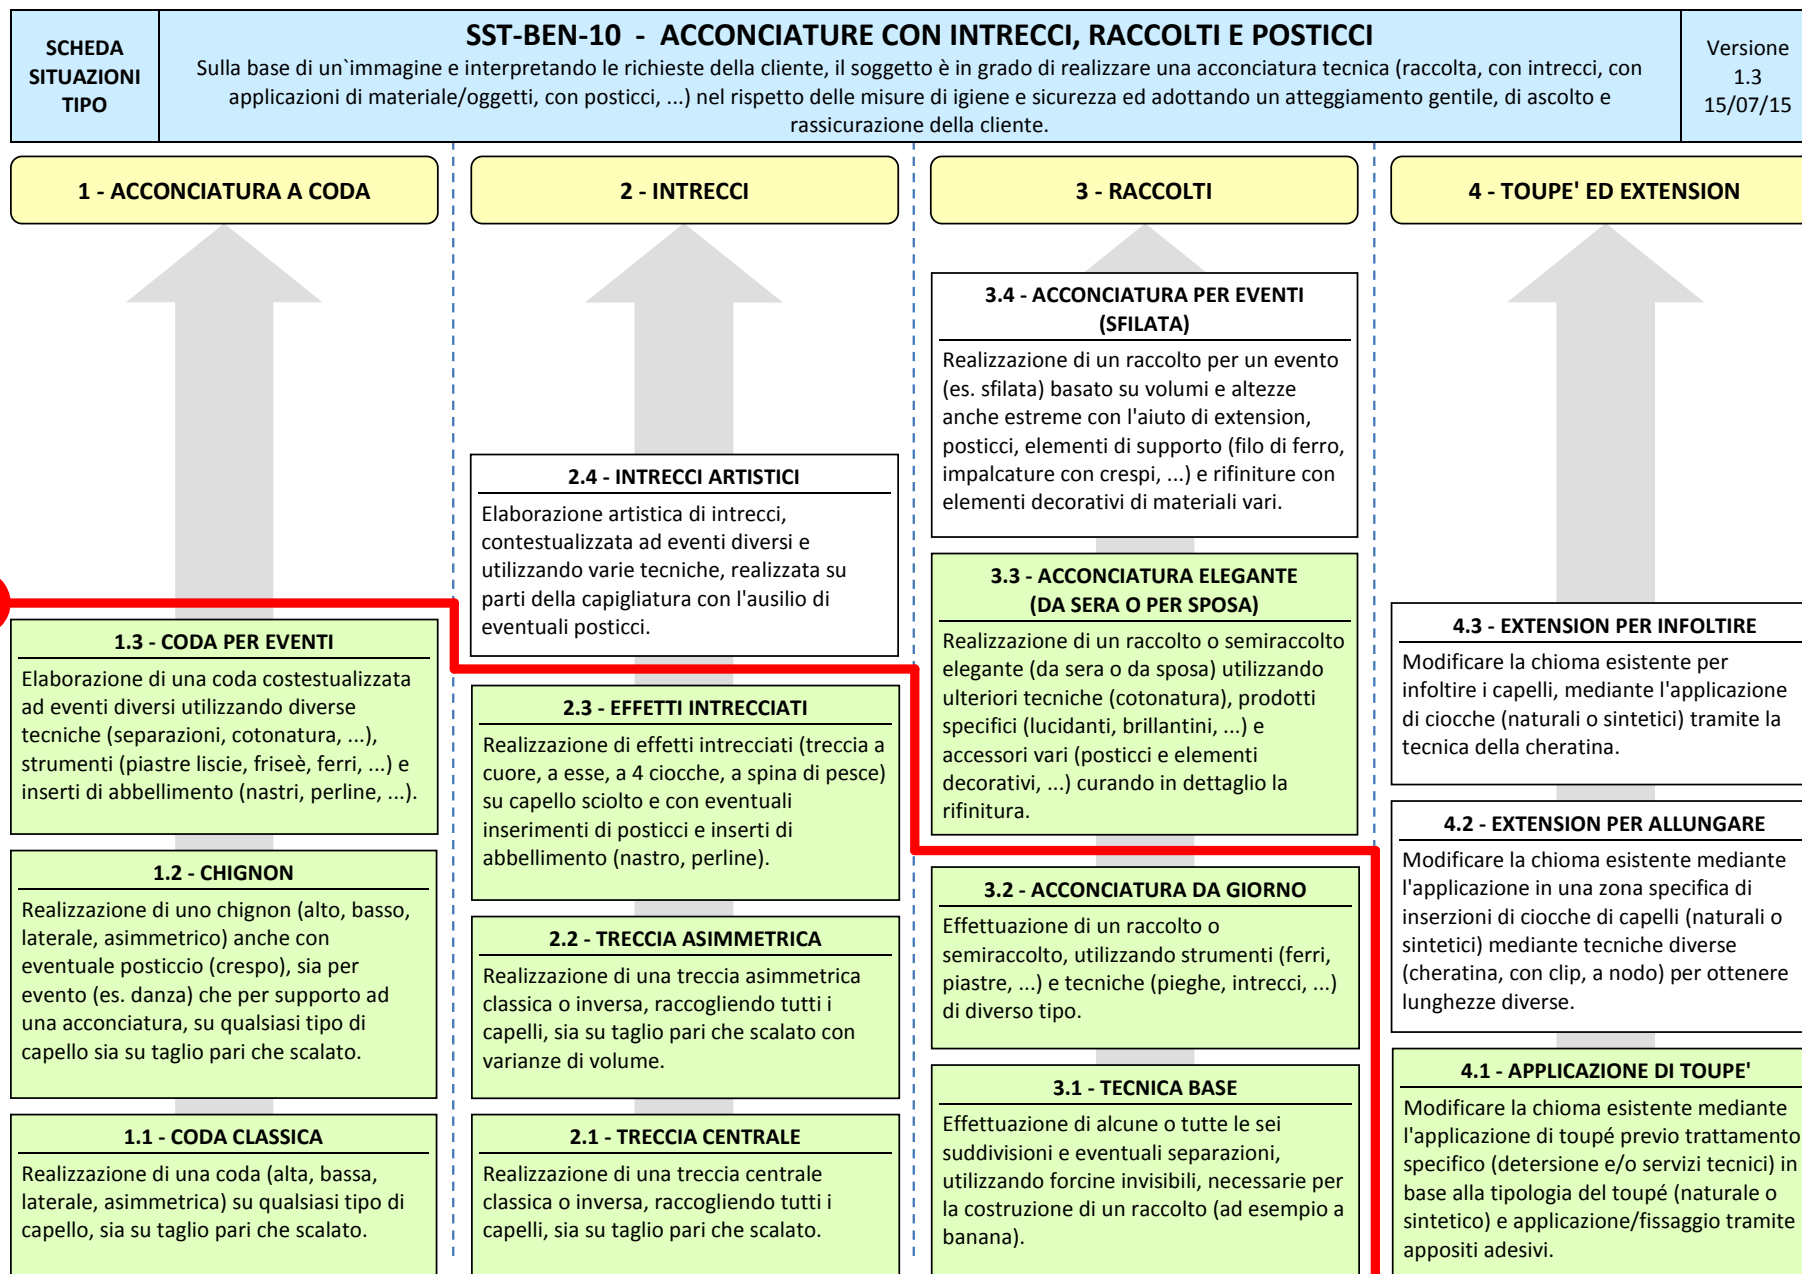 SCHEDA
SITUAZIONI
TIPO
SST-BEN-10 - ACCONCIATURE CON INTRECCI, RACCOLTI E POSTICCI
Sulla base di un`immagine e interpretando le richieste della cliente, il soggetto è in grado di realizzare una acconciatura tecnica (raccolta, con intrecci, con
applicazioni di materiale/oggetti, con posticci, ...) nel rispetto delle misure di igiene e sicurezza ed adottando un atteggiamento gentile, di ascolto e
rassicurazione della cliente.
Versione
1.3
15/07/15
1 - ACCONCIATURA A CODA
1.3 - CODA PER EVENTI
Elaborazione di una coda costestualizzata
ad eventi diversi utilizzando diverse
tecniche (separazioni, cotonatura, ...),
strumenti (piastre liscie, friseè, ferri, ...) e
inserti di abbellimento (nastri, perline, ...).
1.2 - CHIGNON
Realizzazione di uno chignon (alto, basso,
laterale, asimmetrico) anche con
eventuale posticcio (crespo), sia per
evento (es. danza) che per supporto ad
una acconciatura, su qualsiasi tipo di
capello sia su taglio pari che scalato.
1.1 - CODA CLASSICA
Realizzazione di una coda (alta, bassa,
laterale, asimmetrica) su qualsiasi tipo di
capello, sia su taglio pari che scalato.
2 - INTRECCI
2.4 - INTRECCI ARTISTICI
Elaborazione artistica di intrecci,
contestualizzata ad eventi diversi e
utilizzando varie tecniche, realizzata su
parti della capigliatura con l'ausilio di
eventuali posticci.
2.3 - EFFETTI INTRECCIATI
Realizzazione di effetti intrecciati (treccia a
cuore, a esse, a 4 ciocche, a spina di pesce)
su capello sciolto e con eventuali
inserimenti di posticci e inserti di
abbellimento (nastro, perline).
2.2 - TRECCIA ASIMMETRICA
Realizzazione di una treccia asimmetrica
classica o inversa, raccogliendo tutti i
capelli, sia su taglio pari che scalato con
varianze di volume.
2.1 - TRECCIA CENTRALE
Realizzazione di una treccia centrale
classica o inversa, raccogliendo tutti i
capelli, sia su taglio pari che scalato.
3 - RACCOLTI
3.4 - ACCONCIATURA PER EVENTI
(SFILATA)
Realizzazione di un raccolto per un evento
(es. sfilata) basato su volumi e altezze
anche estreme con l'aiuto di extension,
posticci, elementi di supporto (filo di ferro,
impalcature con crespi, ...) e rifiniture con
elementi decorativi di materiali vari.
3.3 - ACCONCIATURA ELEGANTE
(DA SERA O PER SPOSA)
Realizzazione di un raccolto o semiraccolto
elegante (da sera o da sposa) utilizzando
ulteriori tecniche (cotonatura), prodotti
specifici (lucidanti, brillantini, ...) e
accessori vari (posticci e elementi
decorativi, ...) curando in dettaglio la
rifinitura.
3.2 - ACCONCIATURA DA GIORNO
Effettuazione di un raccolto o
semiraccolto, utilizzando strumenti (ferri,
piastre, ...) e tecniche (pieghe, intrecci, ...)
di diverso tipo.
3.1 - TECNICA BASE
Effettuazione di alcune o tutte le sei
suddivisioni e eventuali separazioni,
utilizzando forcine invisibili, necessarie per
la costruzione di un raccolto (ad esempio a
banana).
4 - TOUPE' ED EXTENSION
4.3 - EXTENSION PER INFOLTIRE
Modificare la chioma esistente per
infoltire i capelli, mediante l'applicazione
di ciocche (naturali o sintetici) tramite la
tecnica della cheratina.
4.2 - EXTENSION PER ALLUNGARE
Modificare la chioma esistente mediante
l'applicazione in una zona specifica di
inserzioni di ciocche di capelli (naturali o
sintetici) mediante tecniche diverse
(cheratina, con clip, a nodo) per ottenere
lunghezze diverse.
4.1 - APPLICAZIONE DI TOUPE'
Modificare la chioma esistente mediante
l'applicazione di toupé previo trattamento
specifico (detersione e/o servizi tecnici) in
base alla tipologia del toupé (naturale o
sintetico) e applicazione/fissaggio tramite
appositi adesivi.